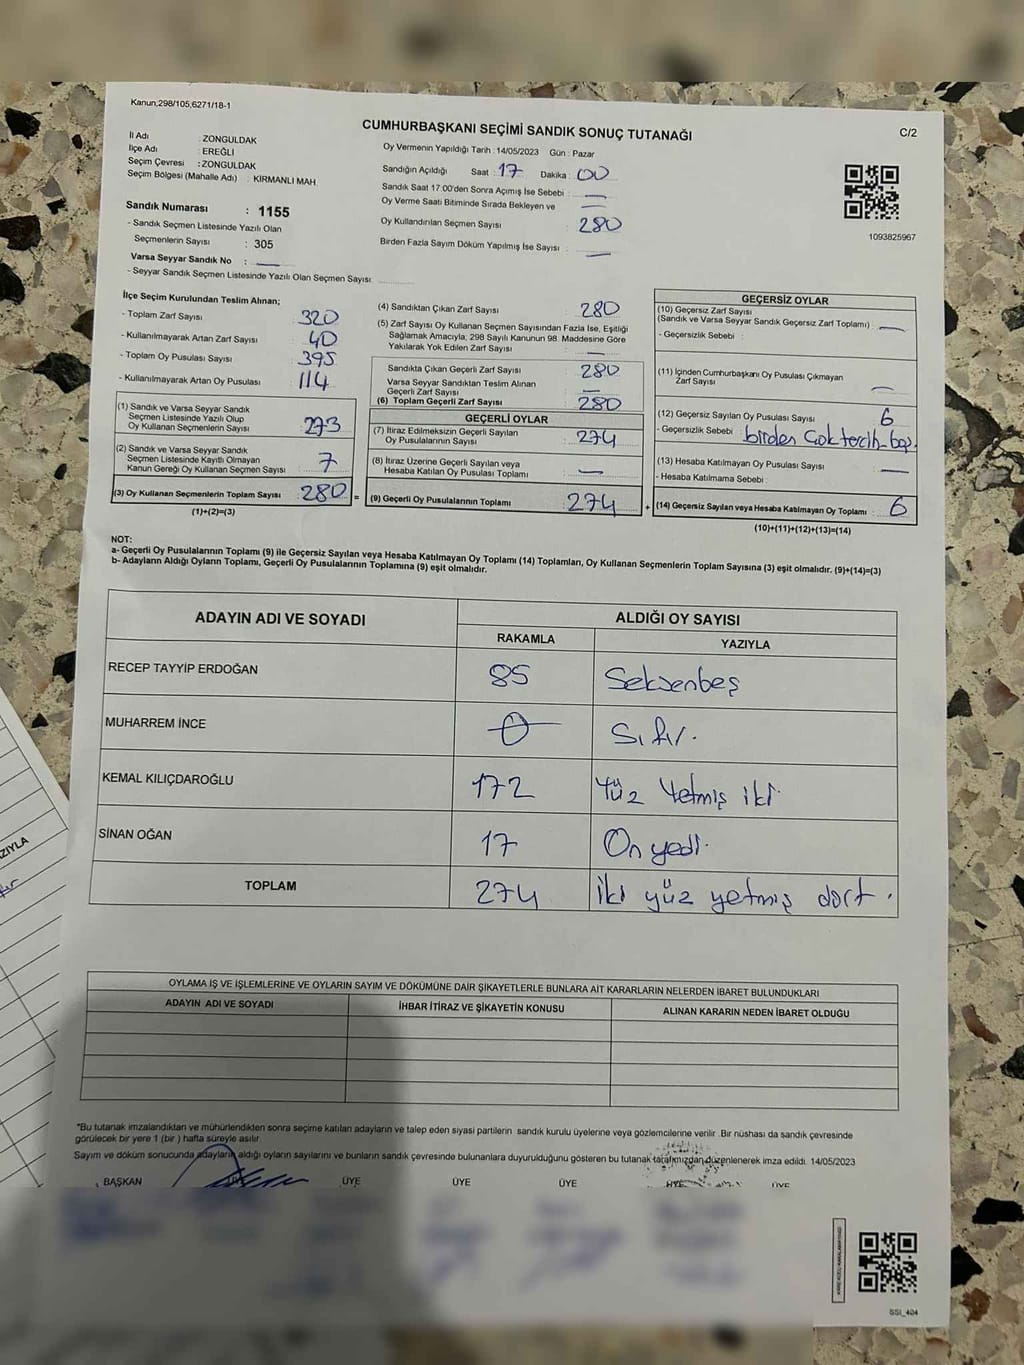 Kanun,298/105,6271/18-1
CUMHURBAŞKANI SEÇİMİ SANDIK SONUÇ TUTANAĞI
C/2
İl Adı : ZONGULDAK
İlçe Adı : EREĞLİ
Seçim Çevresi : ZONGULDAK
Seçim Bölgesi (Mahalle Adı) : KIRMANLI MAH.
Sandık Numarası : 1155
- Sandık Seçmen Listesinde Yazılı Olan
Seçmenlerin Sayısı : 305
Varsa Seyyar Sandık No : —
- Seyyar Sandık Seçmen Listesinde Yazılı Olan Seçmen Sayısı:
Oy Vermenin Yapıldığı Tarih : 14/05/2023 Gün : Pazar
Sandığın Açıldığı Saat : 17 Dakika : 00
Sandık Saat 17:00'den Sonra Açımış İse Sebebi : —
Oy Verme Saati Bitiminde Sırada Bekleyen ve —
Oy Kullandırılan Seçmen Sayısı 280
Birden Fazla Sayım Döküm Yapılmış İse Sayısı : —
1093825967
İlçe Seçim Kurulundan Teslim Alınan;
- Toplam Zarf Sayısı : 320
- Kullanılmayarak Artan Zarf Sayısı : 40
- Toplam Oy Pusulası Sayısı : 395
- Kullanılmayarak Artan Oy Pusulası : 114
(1) Sandık ve Varsa Seyyar Sandık
Seçmen Listesinde Yazılı Olup
Oy Kullanan Seçmenlerin Sayısı : 273
(2) Sandık ve Varsa Seyyar Sandık
Seçmen Listesinde Kayıtlı Olmayan
Kanun Gereği Oy Kullanan Seçmen Sayısı : 7
(3) Oy Kullanan Seçmenlerin Toplam Sayısı : 280 =
(1)+(2)=(3)
(4) Sandıktan Çıkan Zarf Sayısı : 280
(5) Zarf Sayısı Oy Kullanan Seçmen Sayısından Fazla İse, Eşitliği
Sağlamak Amacıyla, 298 Sayılı Kanunun 98. Maddesine Göre
Yakılarak Yok Edilen Zarf Sayısı : —
Sandıkta Çıkan Geçerli Zarf Sayısı : 280
Varsa Seyyar Sandıktan Teslim Alınan
Geçerli Zarf Sayısı : —
(6) Toplam Geçerli Zarf Sayısı : 280
GEÇERLİ OYLAR
(7) İtiraz Edilmeksizin Geçerli Sayılan
Oy Pusulalarının Sayısı : 274
(8) İtiraz Üzerine Geçerli Sayılan veya
Hesaba Katılan Oy Pusulası Toplamı : —
(9) Geçerli Oy Pusulalarının Toplamı : 274 +
GEÇERSİZ OYLAR
(10) Geçersiz Zarf Sayısı
(Sandık ve Varsa Seyyar Sandık Geçersiz Zarf Toplamı) : —
- Geçersizlik Sebebi :
(11) İçinden Cumhurbaşkanı Oy Pusulası Çıkmayan
Zarf Sayısı : —
(12) Geçersiz Sayılan Oy Pusulası Sayısı : 6
- Geçersizlik Sebebi : birden çok tercih
(13) Hesaba Katılmayan Oy Pusulası Sayısı : —
- Hesaba Katılmama Sebebi :
(14) Geçersiz Sayılan veya Hesaba Katılmayan Oy Toplamı : 6
(10)+(11)+(12)+(13)=(14)
NOT:
a- Geçerli Oy Pusulalarının Toplamı (9) ile Geçersiz Sayılan veya Hesaba Katılmayan Oy Toplamı (14) Toplamları, Oy Kullanan Seçmenlerin Toplam Sayısına (3) eşit olmalıdır. (9)+(14)=(3)
b- Adayların Aldığı Oyların Toplamı, Geçerli Oy Pusulalarının Toplamına (9) eşit olmalıdır.
ADAYIN ADI VE SOYADI
ALDIĞI OY SAYISI
RAKAMLA YAZIYLA
RECEP TAYYİP ERDOĞAN 85 Seksenbeş
MUHARREM İNCE 0 Sıfır.
KEMAL KILIÇDAROĞLU 172 Yüz Yetmiş iki
SİNAN OĞAN 17 On yedi.
TOPLAM 274 İki yüz yetmiş dört.
OYLAMA İŞ VE İŞLEMLERİNE VE OYLARIN SAYIM VE DÖKÜMÜNE DAİR ŞİKAYETLERLE BUNLARA AİT KARARLARIN NELERDEN İBARET BULUNDUKLARI
ADAYIN ADI VE SOYADI İHBAR İTİRAZ VE ŞİKAYETİN KONUSU ALINAN KARARIN NEDEN İBARET OLDUĞU
*Bu tutanak imzalandıktan ve mühürlendikten sonra seçime katılan adayların ve talep eden siyasi partilerin sandık kurulu üyelerine veya gözlemcilerine verilir .Bir nüshası da sandık çevresinde
görülecek bir yere 1 (bir ) hafta süreyle asılır
Sayım ve döküm sonucunda adayların aldığı oyların sayılarını ve bunların sandık çevresinde bulunanlara duyurulduğunu gösteren bu tutanak tarafımızdan düzenlenerek imza edildi. 14/05/2023
BAŞKAN ÜYE ÜYE ÜYE ÜYE ÜYE ÜYE
SSI_404
ZIYLA